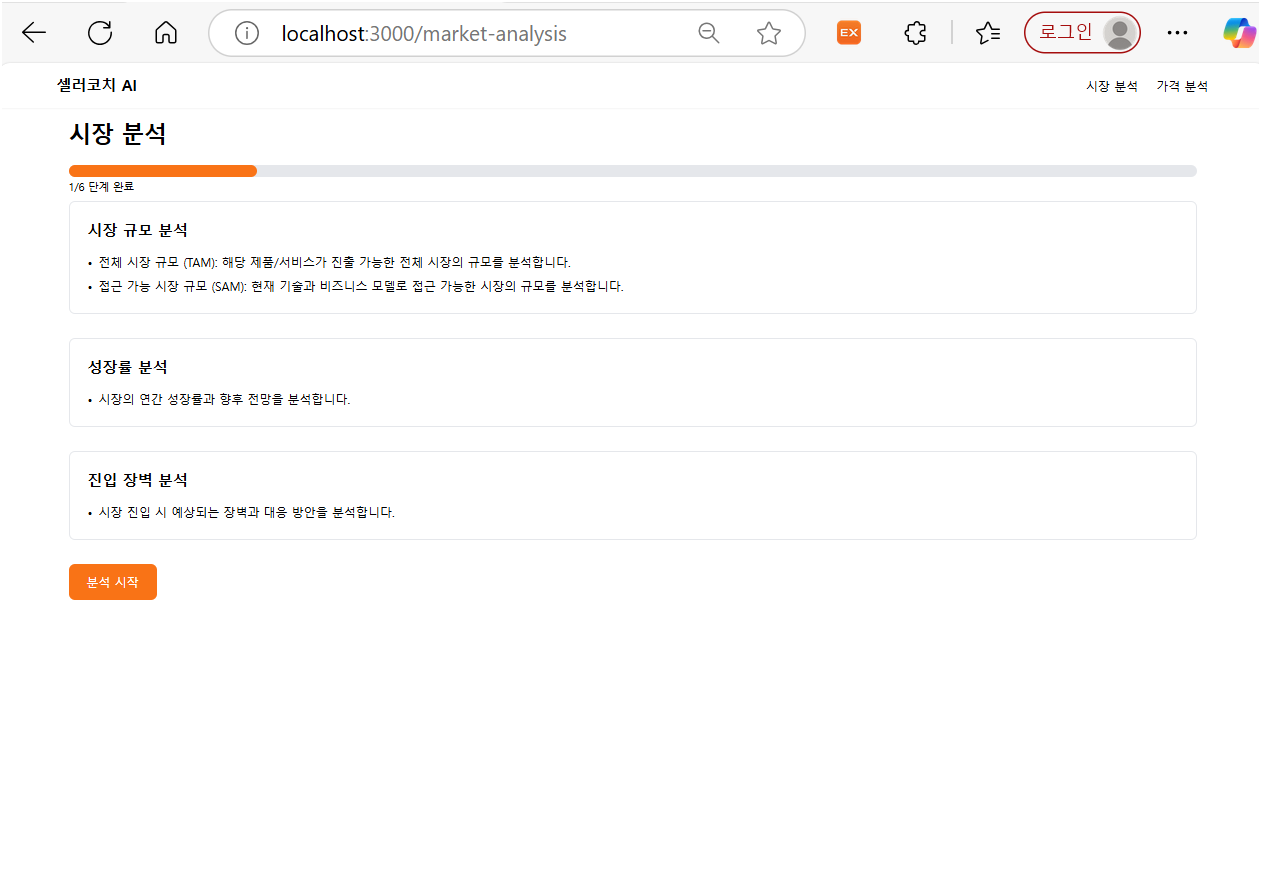 localhost:3000/market-analysis
EX
로그인
셀러코치 AI
시장 분석 가격 분석
시장 분석
1/6 단계 완료
시장 규모 분석
• 전체 시장 규모 (TAM): 해당 제품/서비스가 진출 가능한 전체 시장의 규모를 분석합니다.
• 접근 가능 시장 규모 (SAM): 현재 기술과 비즈니스 모델로 접근 가능한 시장의 규모를 분석합니다.
성장률 분석
• 시장의 연간 성장률과 향후 전망을 분석합니다.
진입 장벽 분석
• 시장 진입 시 예상되는 장벽과 대응 방안을 분석합니다.
분석 시작